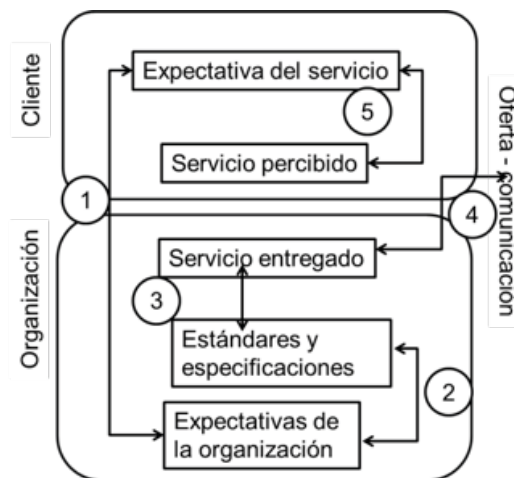 Cliente
Expectativa del servicio
5
Servicio percibido
Oferta - comunicación
1
4
Organización
Servicio entregado
3
Estándares y
especificaciones
2
Expectativas de
la organización